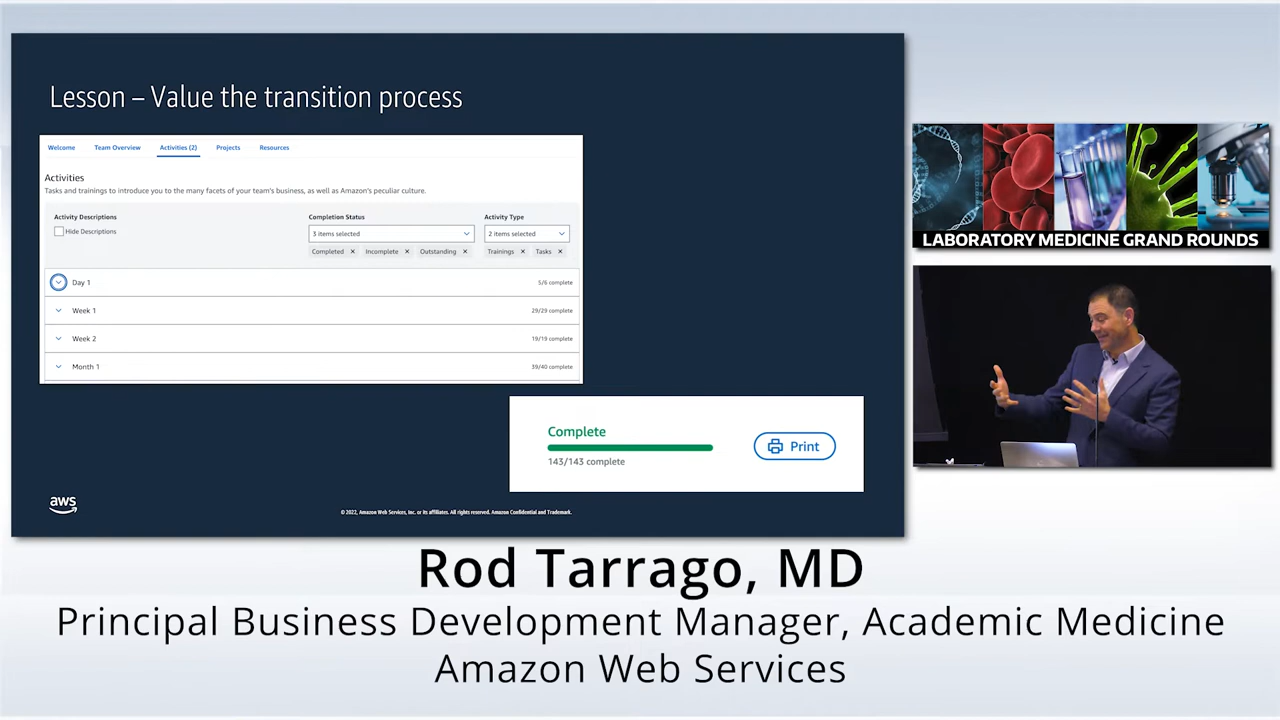 Lesson – Value the transition process
Welcome Team Overview Activities (2) Projects Resources
Activities
Tasks and trainings to introduce you to the many facets of your team's business, as well as Amazon's peculiar culture.
Activity Descriptions
Hide Descriptions
Completion Status
3 items selected
Completed Incomplete Outstanding
Activity Type
2 items selected
Trainings Tasks
Day 1 5/6 complete
Week 1 29/29 complete
Week 2 19/19 complete
Month 1 39/40 complete
Complete
143/143 complete
Print
aws
© 2022, Amazon Web Services, Inc. or its affiliates. All rights reserved. Amazon Confidential and Trademark.
LABORATORY MEDICINE GRAND ROUNDS
Rod Tarrago, MD
Principal Business Development Manager, Academic Medicine
Amazon Web Services